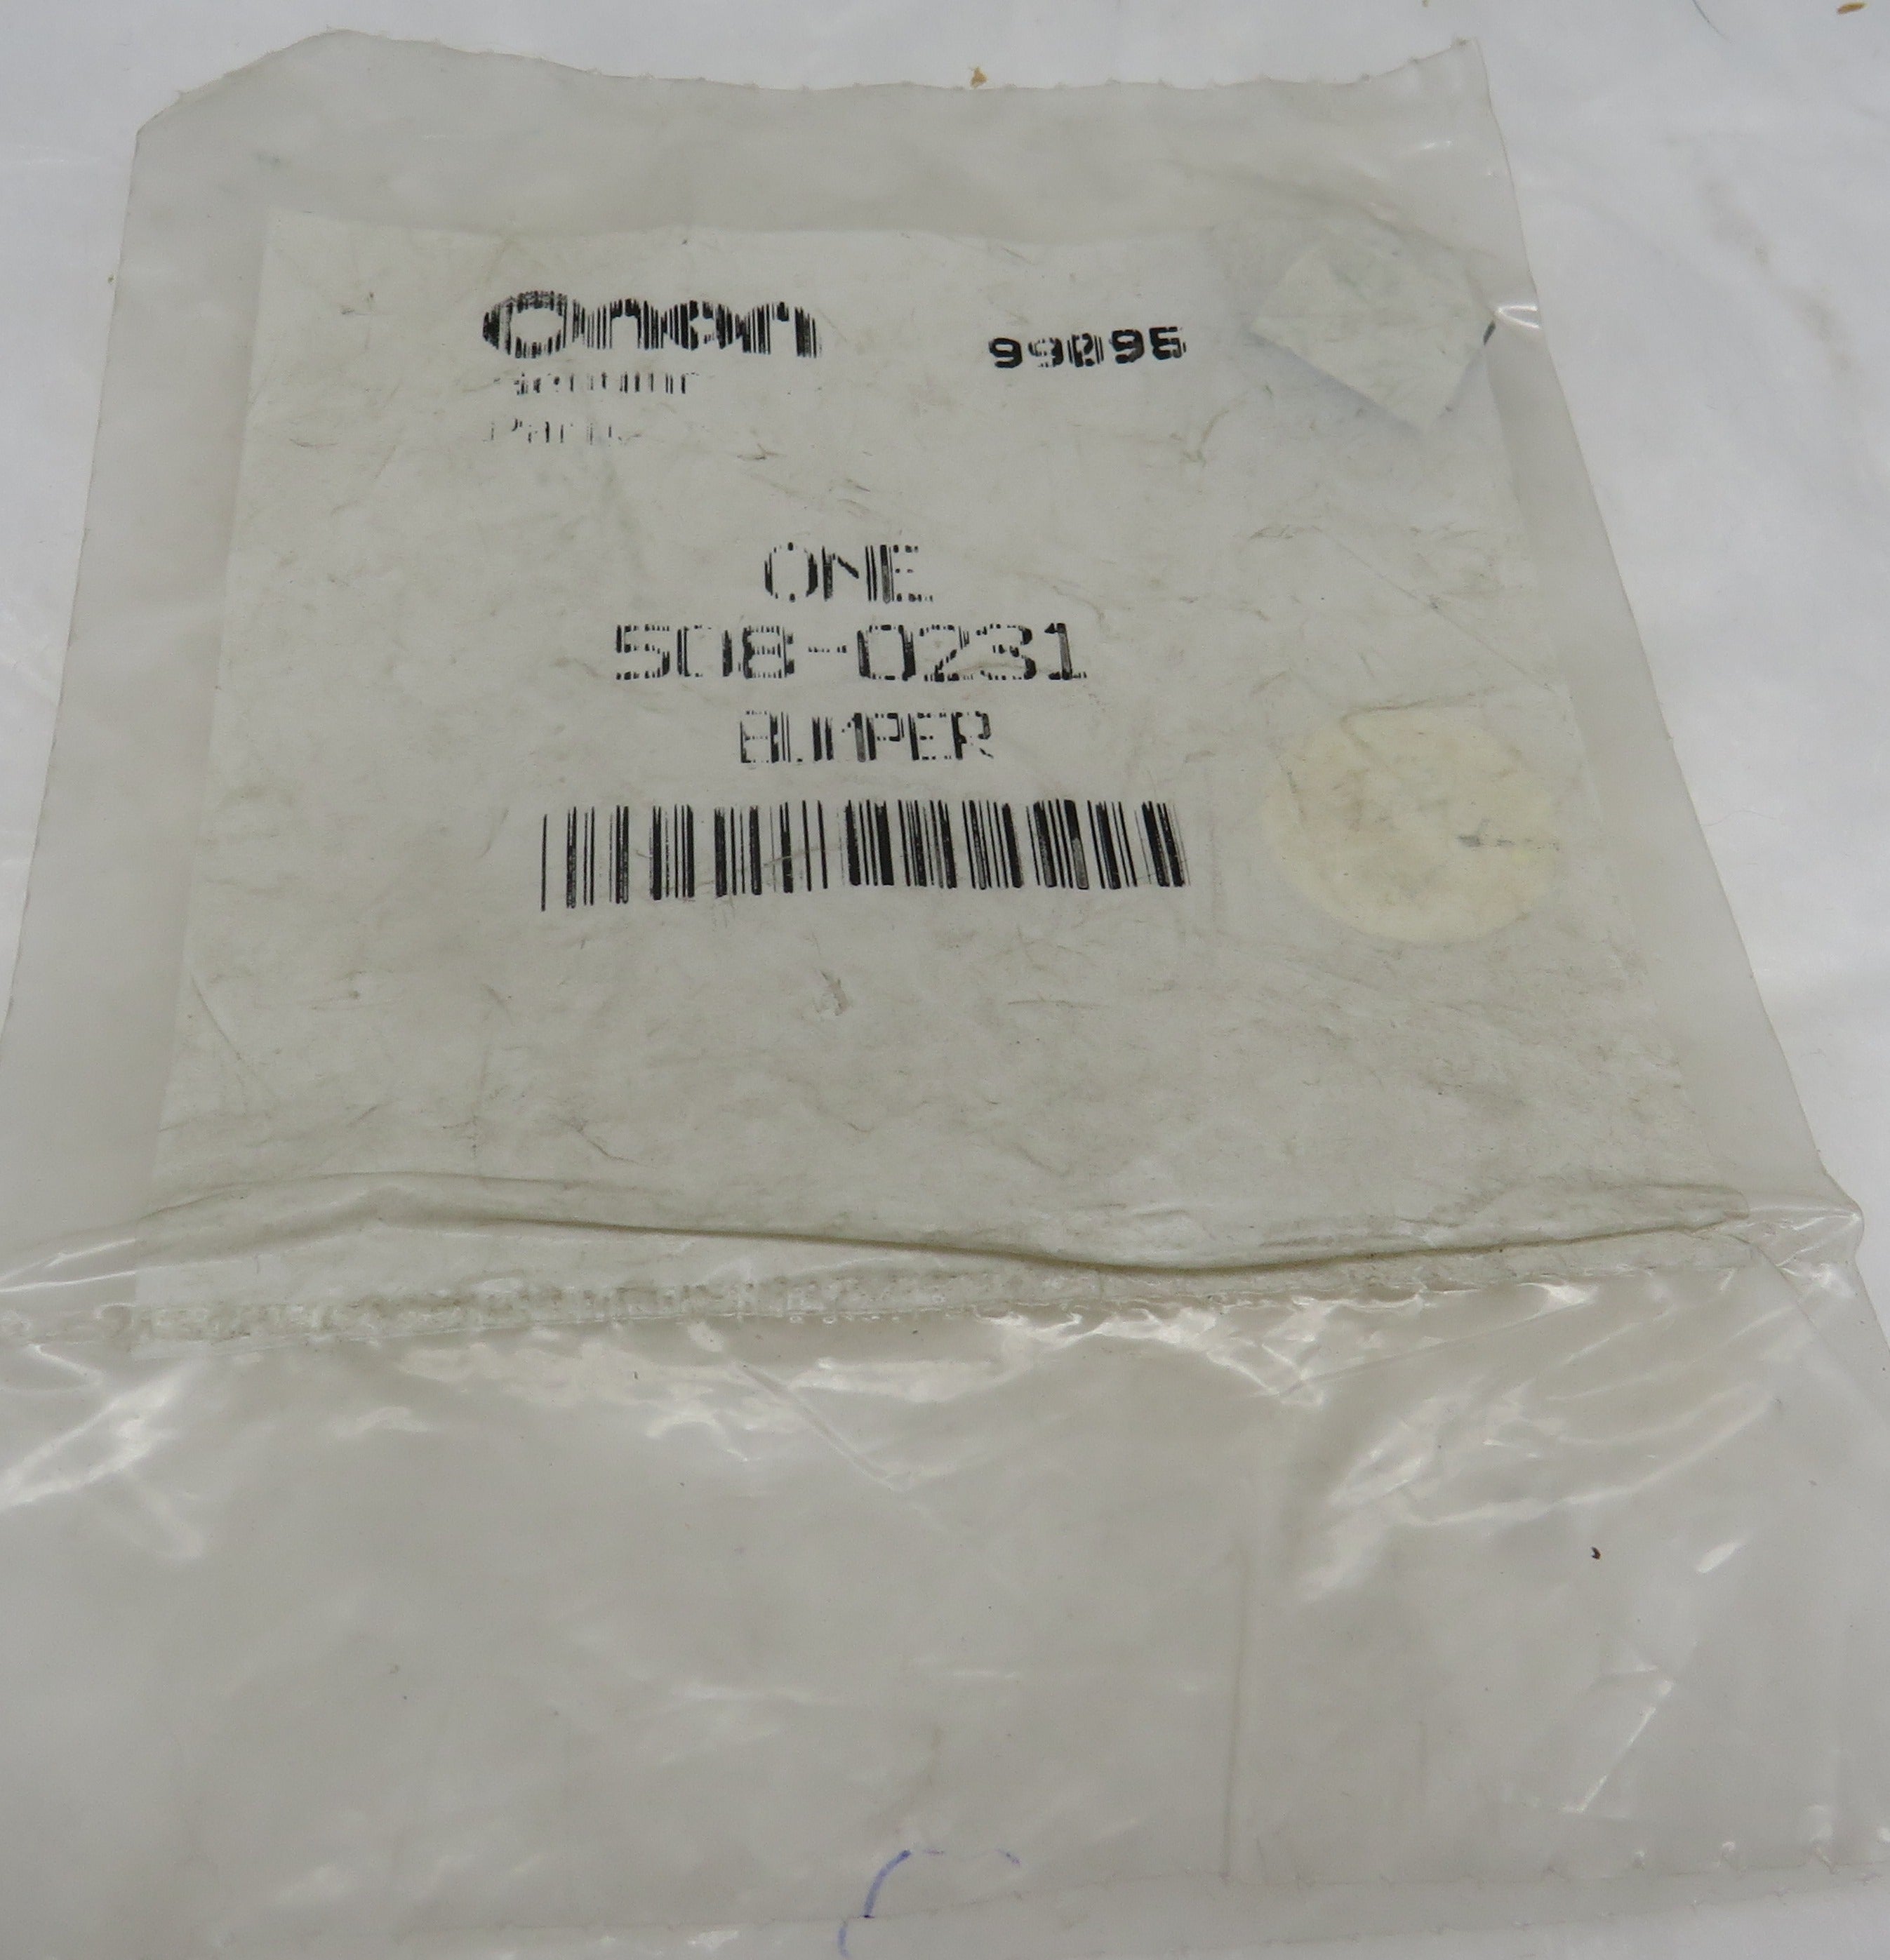 Onan 99095
Genuine
Parts
ONE
508-0231
BUMPER